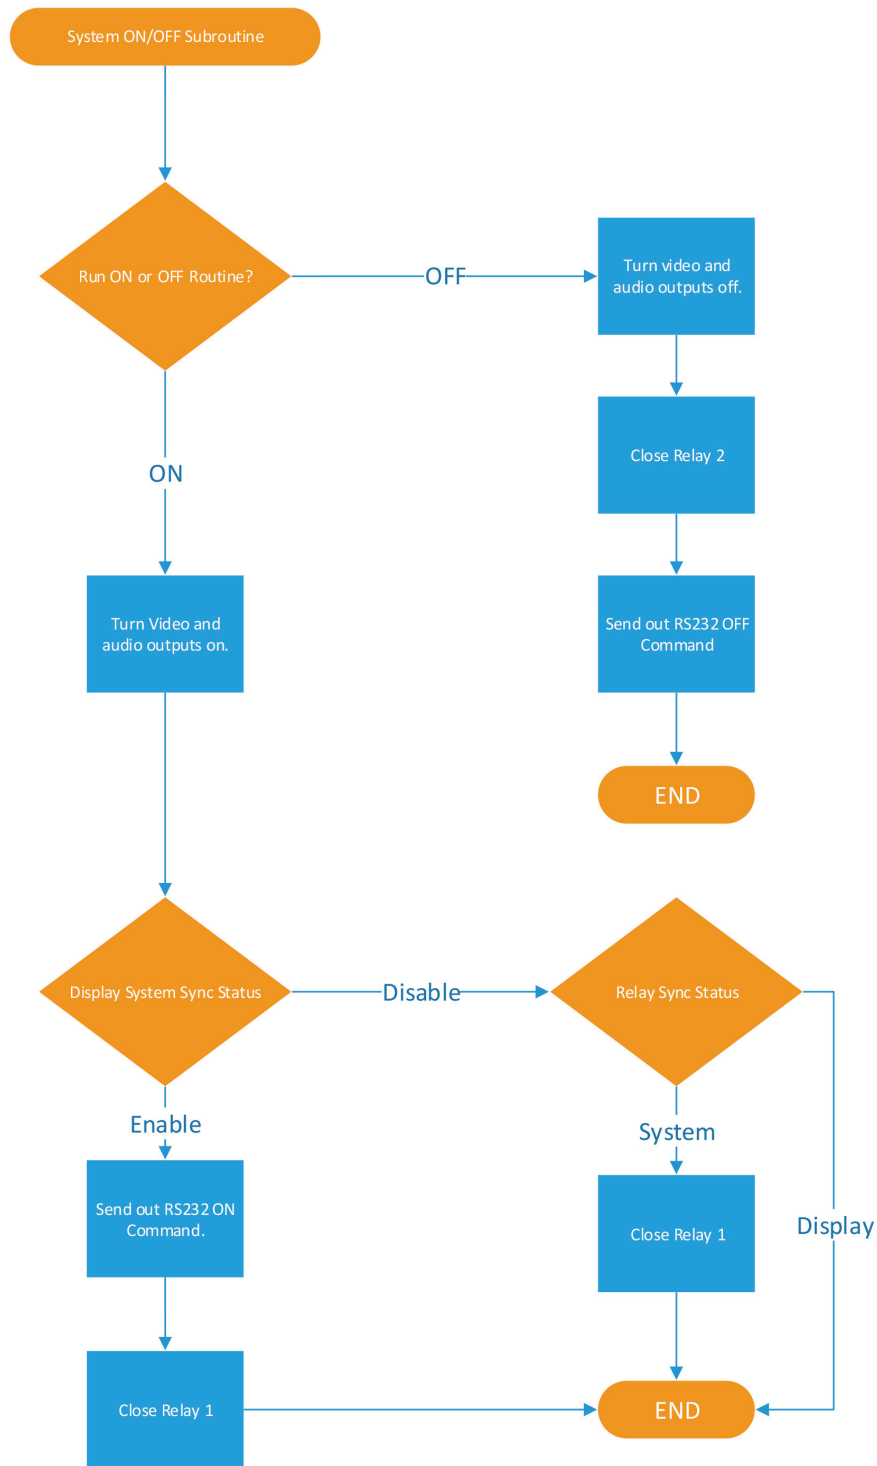 System ON/OFF Subroutine
Run ON or OFF Routine?
OFF
Turn video and
audio outputs off.
Close Relay 2
ON
Turn Video and
audio outputs on.
Send out RS232 OFF
Command
END
Display System Sync Status
Disable
Relay Sync Status
Enable
System
Send out RS232 ON
Command.
Close Relay 1
Display
Close Relay 1
END